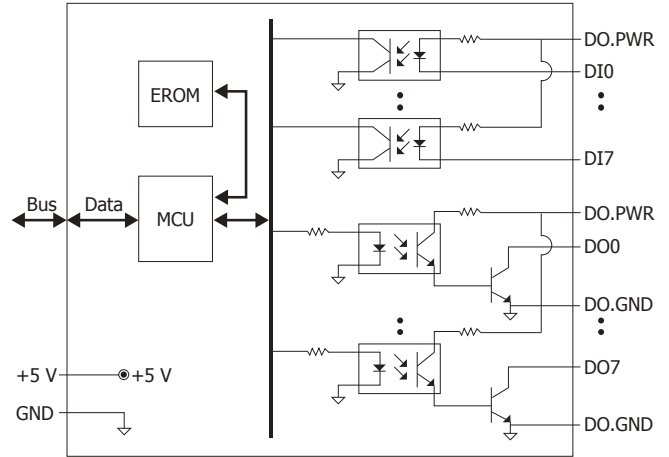 DO.PWR
DI0
EROM
DI7
Bus
Data
MCU
DO.PWR
DO0
DO.GND
+5 V
+5 V
DO7
GND
DO.GND